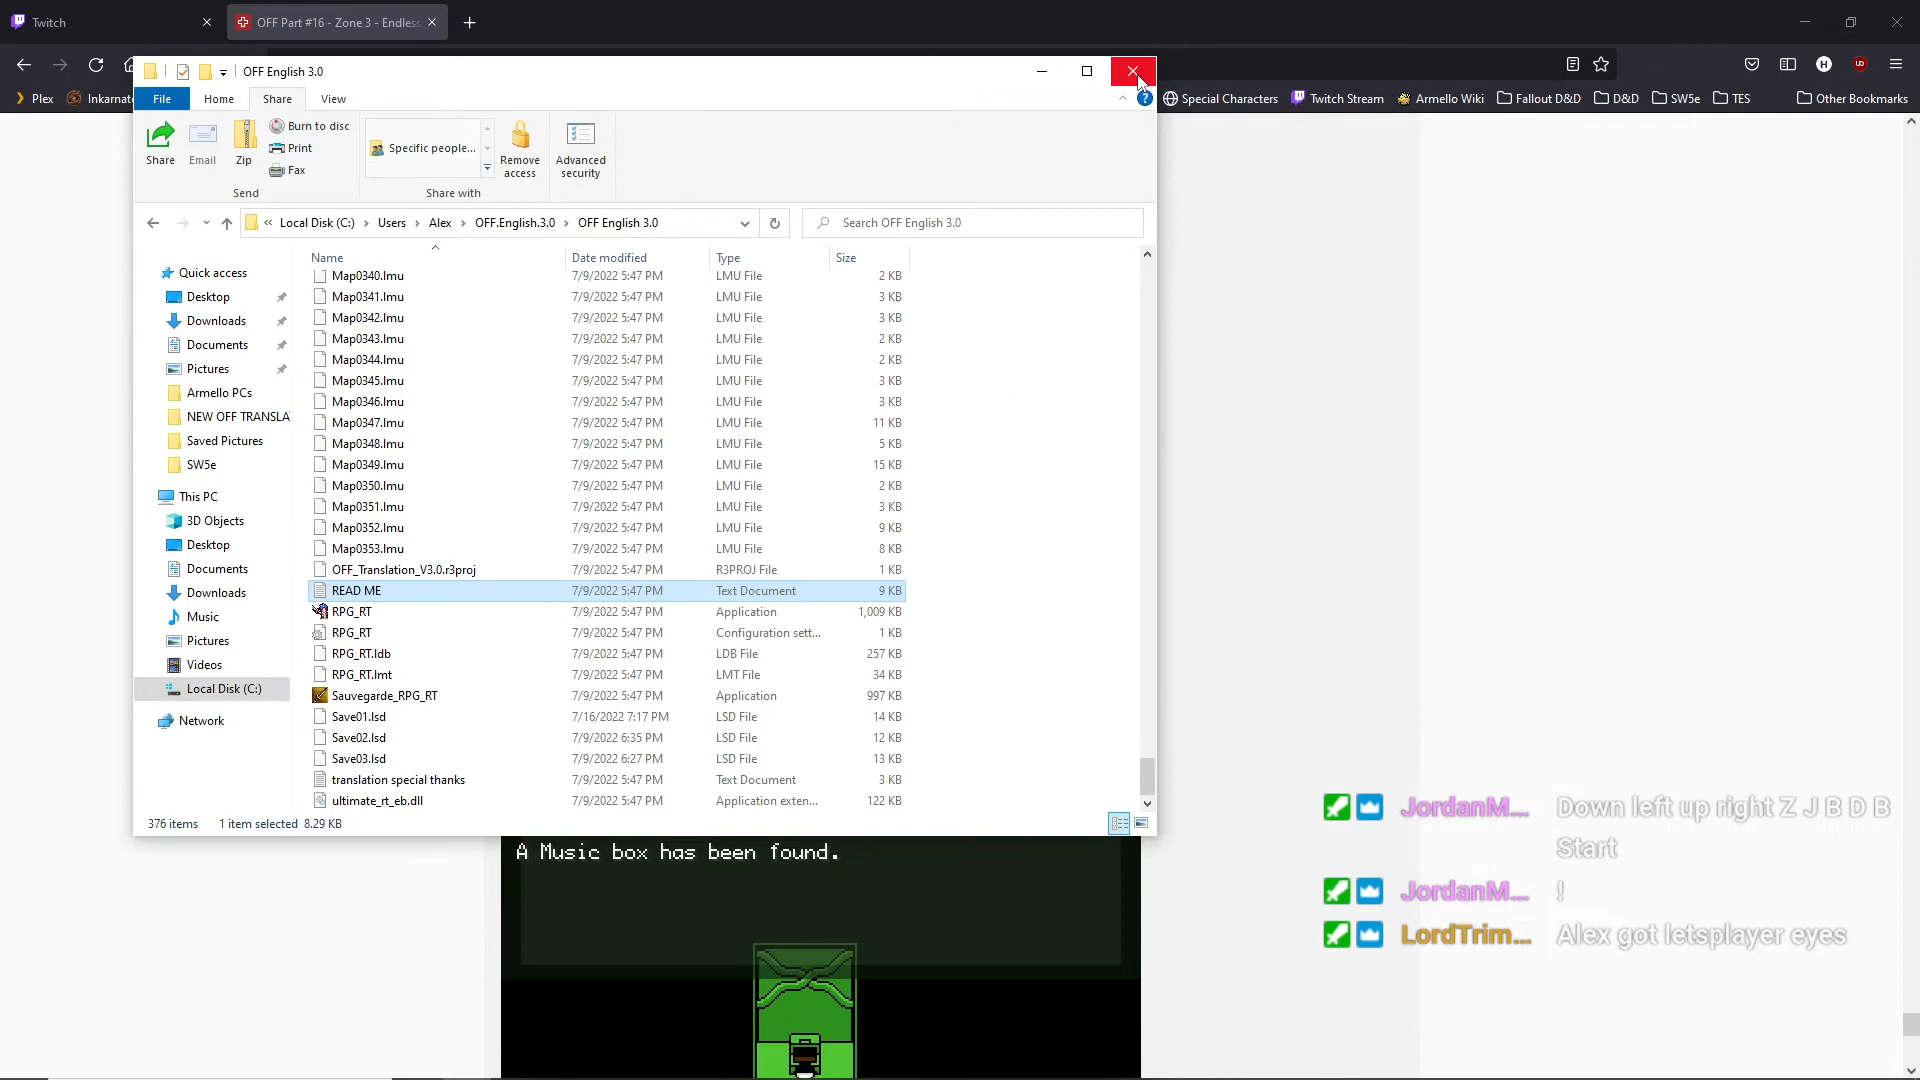 Twitch
OFF Part #16 - Zone 3 - Endless
OFF English 3.0
Plex
Inkarnat
Special Characters
Twitch Stream
Armello Wiki
Fallout D&D
D&D
SW5e
TES
Other Bookmarks
File
Home
Share
View
Share
Email
Zip
Burn to disc
Print
Fax
Send
Specific people...
Share with
Remove access
Advanced security
« Local Disk (C:) › Users › Alex › OFF.English.3.0 › OFF English 3.0
Search OFF English 3.0
Quick access
Desktop
Downloads
Documents
Pictures
Armello PCs
NEW OFF TRANSLA
Saved Pictures
SW5e
This PC
3D Objects
Desktop
Documents
Downloads
Music
Pictures
Videos
Local Disk (C:)
Network
Name Date modified Type Size
Map0340.lmu 7/9/2022 5:47 PM LMU File 2 KB
Map0341.lmu 7/9/2022 5:47 PM LMU File 3 KB
Map0342.lmu 7/9/2022 5:47 PM LMU File 3 KB
Map0343.lmu 7/9/2022 5:47 PM LMU File 2 KB
Map0344.lmu 7/9/2022 5:47 PM LMU File 2 KB
Map0345.lmu 7/9/2022 5:47 PM LMU File 3 KB
Map0346.lmu 7/9/2022 5:47 PM LMU File 3 KB
Map0347.lmu 7/9/2022 5:47 PM LMU File 11 KB
Map0348.lmu 7/9/2022 5:47 PM LMU File 5 KB
Map0349.lmu 7/9/2022 5:47 PM LMU File 15 KB
Map0350.lmu 7/9/2022 5:47 PM LMU File 2 KB
Map0351.lmu 7/9/2022 5:47 PM LMU File 3 KB
Map0352.lmu 7/9/2022 5:47 PM LMU File 9 KB
Map0353.lmu 7/9/2022 5:47 PM LMU File 8 KB
OFF_Translation_V3.0.r3proj 7/9/2022 5:47 PM R3PROJ File 1 KB
READ ME 7/9/2022 5:47 PM Text Document 9 KB
RPG_RT 7/9/2022 5:47 PM Application 1,009 KB
RPG_RT 7/9/2022 5:47 PM Configuration sett... 1 KB
RPG_RT.ldb 7/9/2022 5:47 PM LDB File 257 KB
RPG_RT.lmt 7/9/2022 5:47 PM LMT File 34 KB
Sauvegarde_RPG_RT 7/9/2022 5:47 PM Application 997 KB
Save01.lsd 7/16/2022 7:17 PM LSD File 14 KB
Save02.lsd 7/9/2022 6:35 PM LSD File 12 KB
Save03.lsd 7/9/2022 6:27 PM LSD File 13 KB
translation special thanks 7/9/2022 5:47 PM Text Document 3 KB
ultimate_rt_eb.dll 7/9/2022 5:47 PM Application exten... 122 KB
376 items 1 item selected 8.29 KB
A Music box has been found.
JordanM... Down left up right Z J B D B
Start
JordanM... !
LordTrim... Alex got letsplayer eyes